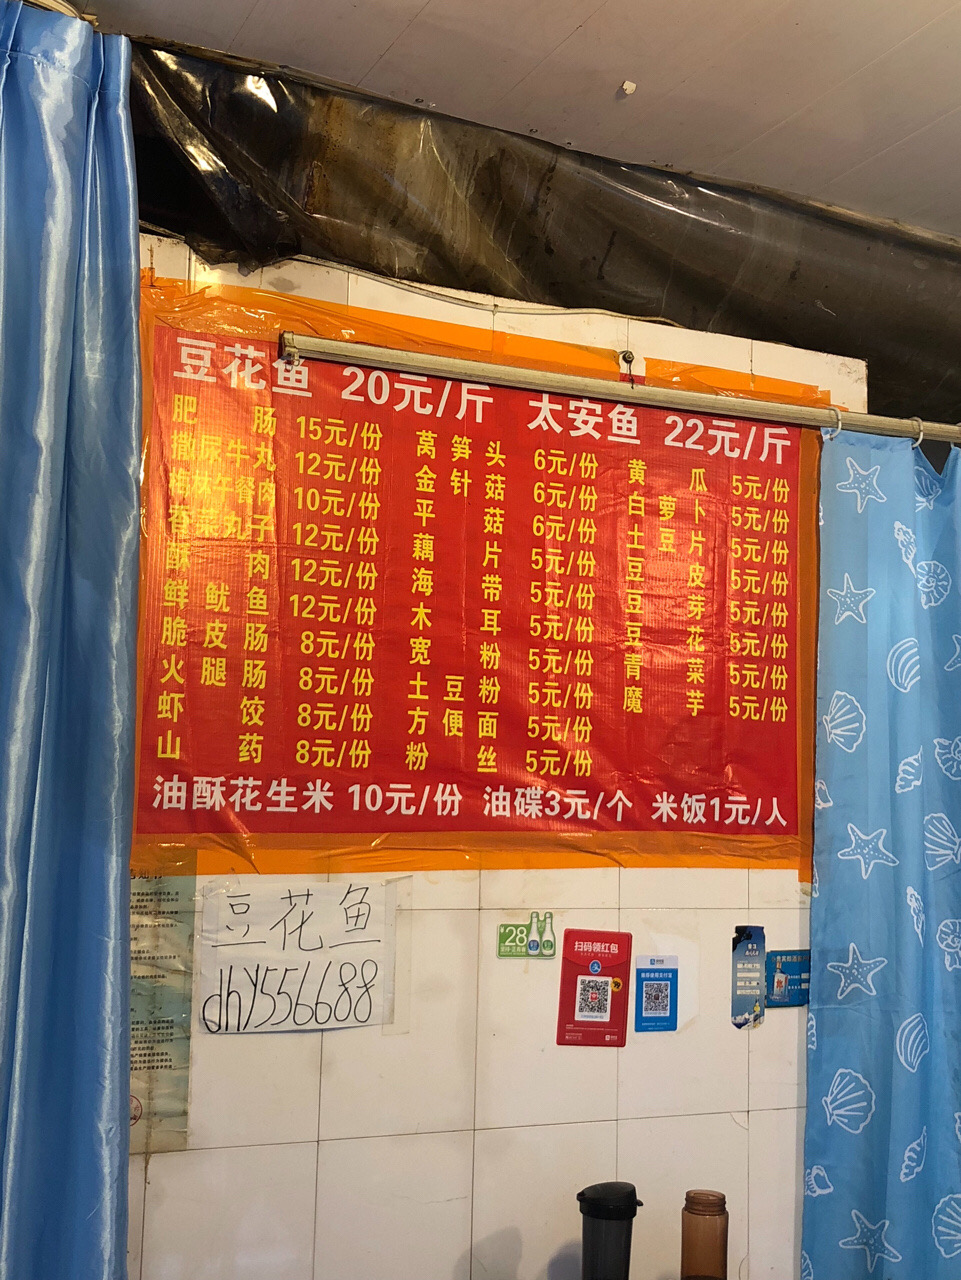 豆花鱼 20元/斤 太安鱼 22元/斤
肥肠 15元/份
撒尿牛丸 12元/份
梅林午餐肉 10元/份
香菜丸子 12元/份
酥肉 12元/份
鲜鱿鱼 12元/份
脆皮肠 8元/份
火腿肠 8元/份
虾饺 8元/份
山药 8元/份
莴笋头 6元/份
金针菇 6元/份
平菇 6元/份
藕片 5元/份
海带 5元/份
木耳 5元/份
宽粉 5元/份
土豆粉 5元/份
方便面 5元/份
粉丝 5元/份
黄瓜 5元/份
白萝卜 5元/份
土豆片 5元/份
豆皮 5元/份
豆芽 5元/份
豆花 5元/份
青菜 5元/份
魔芋 5元/份
油酥花生米 10元/份 油碟3元/个 米饭1元/人
豆花鱼
dhy556688
¥28
扫码领红包